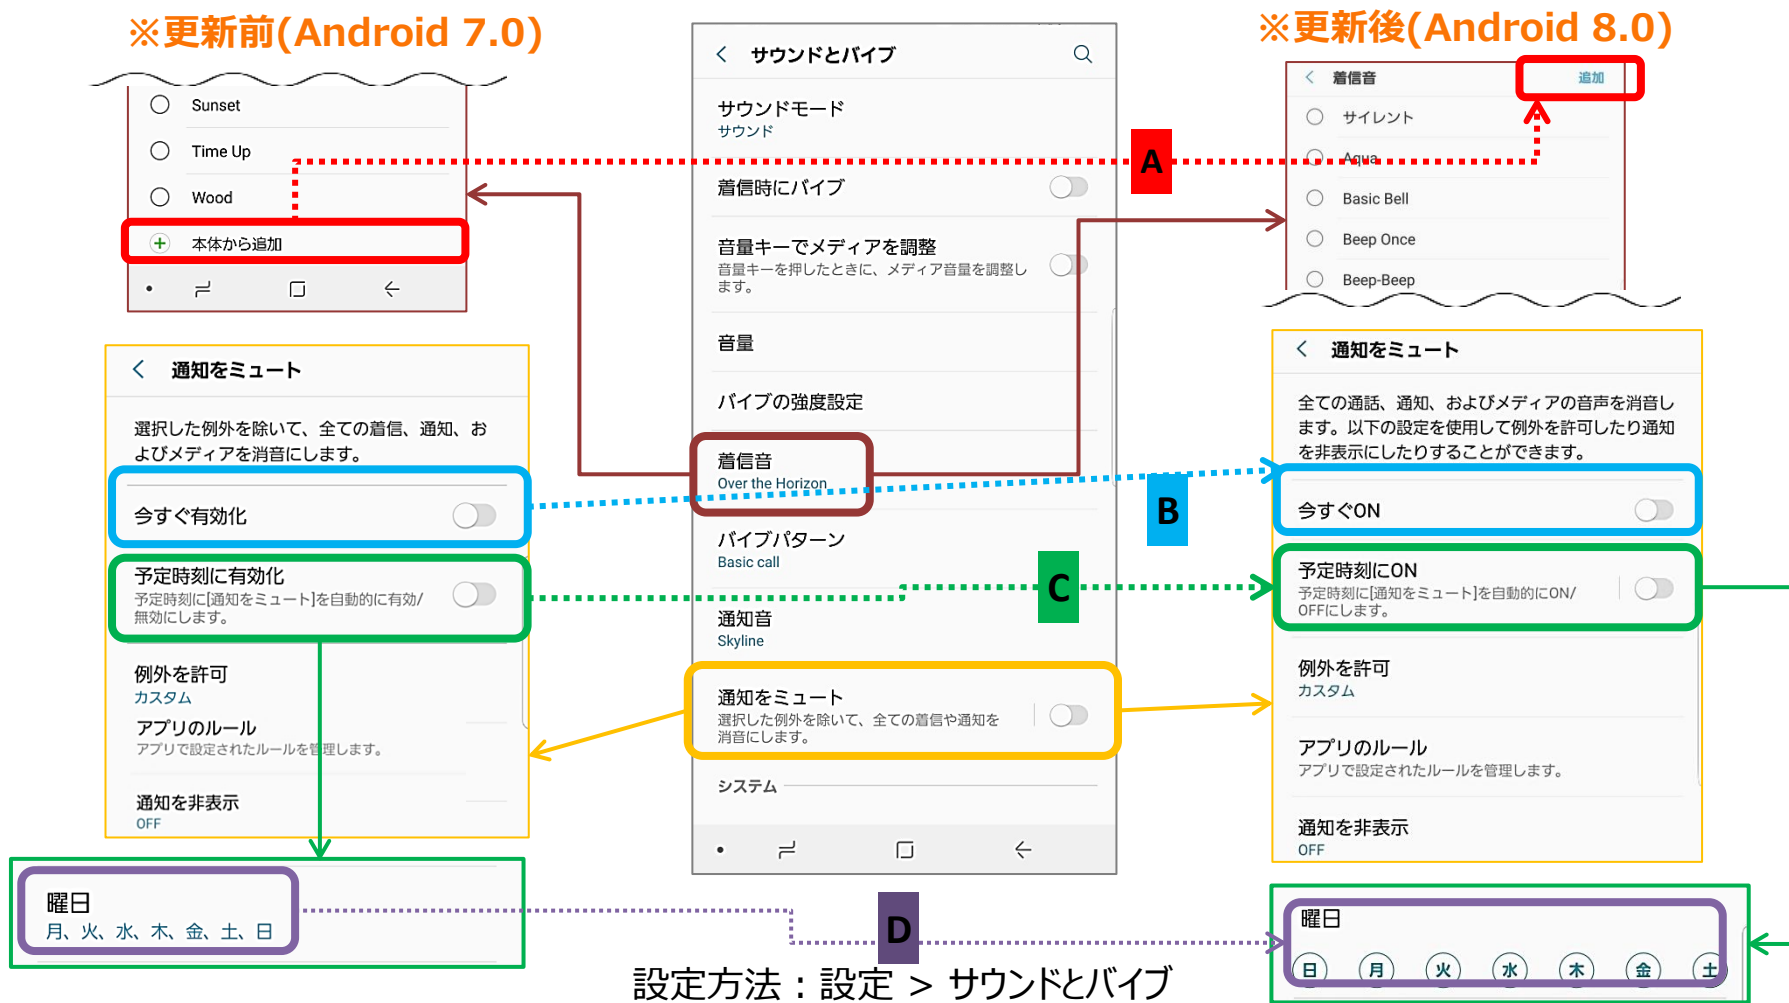 ※更新前(Android 7.0)
Sunset
Time Up
Wood
本体から追加
通知をミュート
選択した例外を除いて、全ての着信、通知、お
よびメディアを消音にします。
今すぐ有効化
予定時刻に有効化
予定時刻に[通知をミュート]を自動的に有効/
無効にします。
例外を許可
カスタム
アプリのルール
アプリで設定されたルールを管理します。
通知を非表示
OFF
曜日
月、火、水、木、金、土、日
サウンドとバイブ
サウンドモード
サウンド
着信時にバイブ
音量キーでメディアを調整
音量キーを押したときに、メディア音量を調整し
ます。
音量
バイブの強度設定
着信音
Over the Horizon
バイブパターン
Basic call
通知音
Skyline
通知をミュート
選択した例外を除いて、全ての着信や通知を
消音にします。
システム
A
B
C
D
設定方法：設定 > サウンドとバイブ
※更新後(Android 8.0)
着信音
追加
サイレント
Aqua
Basic Bell
Beep Once
Beep-Beep
通知をミュート
全ての通話、通知、およびメディアの音声を消音し
ます。以下の設定を使用して例外を許可したり通知
を非表示にしたりすることができます。
今すぐON
予定時刻にON
予定時刻に[通知をミュート]を自動的にON/
OFFにします。
例外を許可
カスタム
アプリのルール
アプリで設定されたルールを管理します。
通知を非表示
OFF
曜日
日 月 火 水 木 金 土